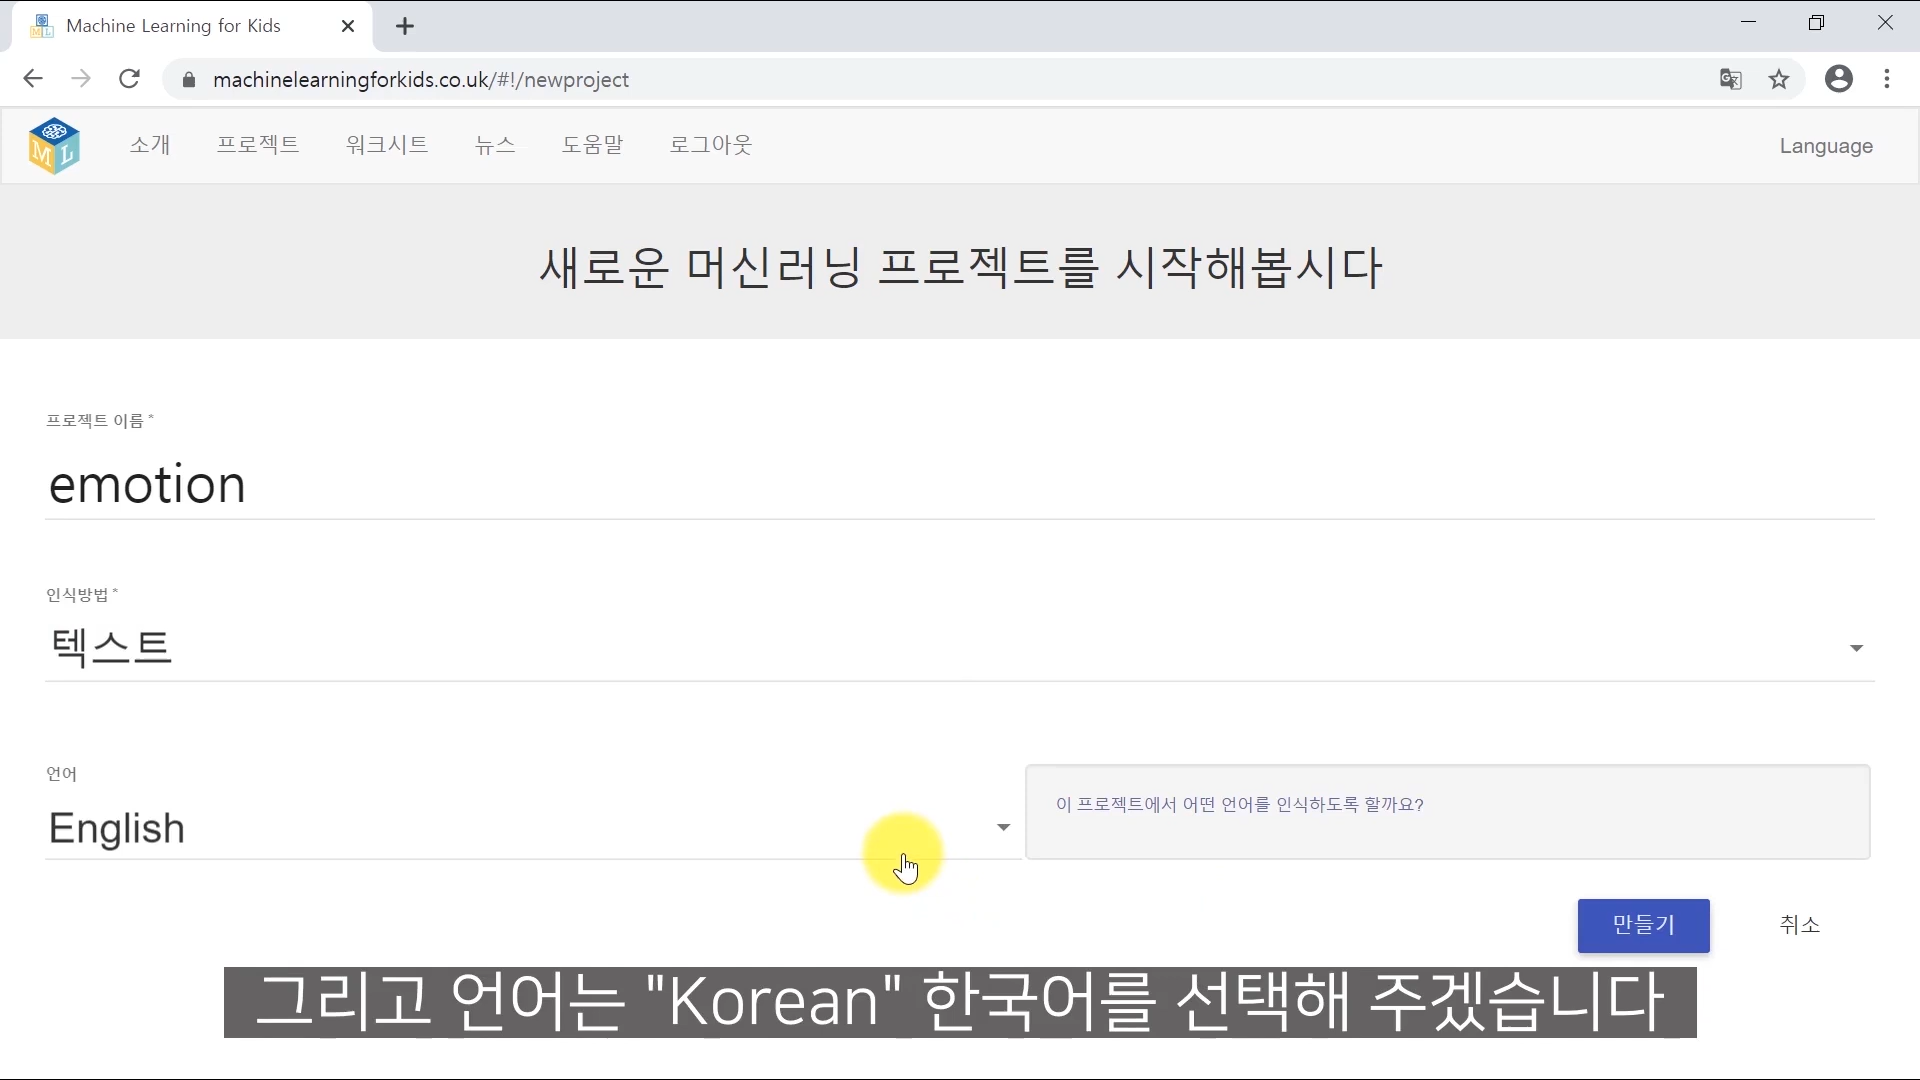 Machine Learning for Kids
machinelearningforkids.co.uk/#!/newproject
ML 소개 프로젝트 워크시트 뉴스 도움말 로그아웃 Language
새로운 머신러닝 프로젝트를 시작해봅시다
프로젝트 이름 *
emotion
인식방법 *
텍스트
언어
English
이 프로젝트에서 어떤 언어를 인식하도록 할까요?
만들기 취소
그리고 언어는 "Korean" 한국어를 선택해 주겠습니다